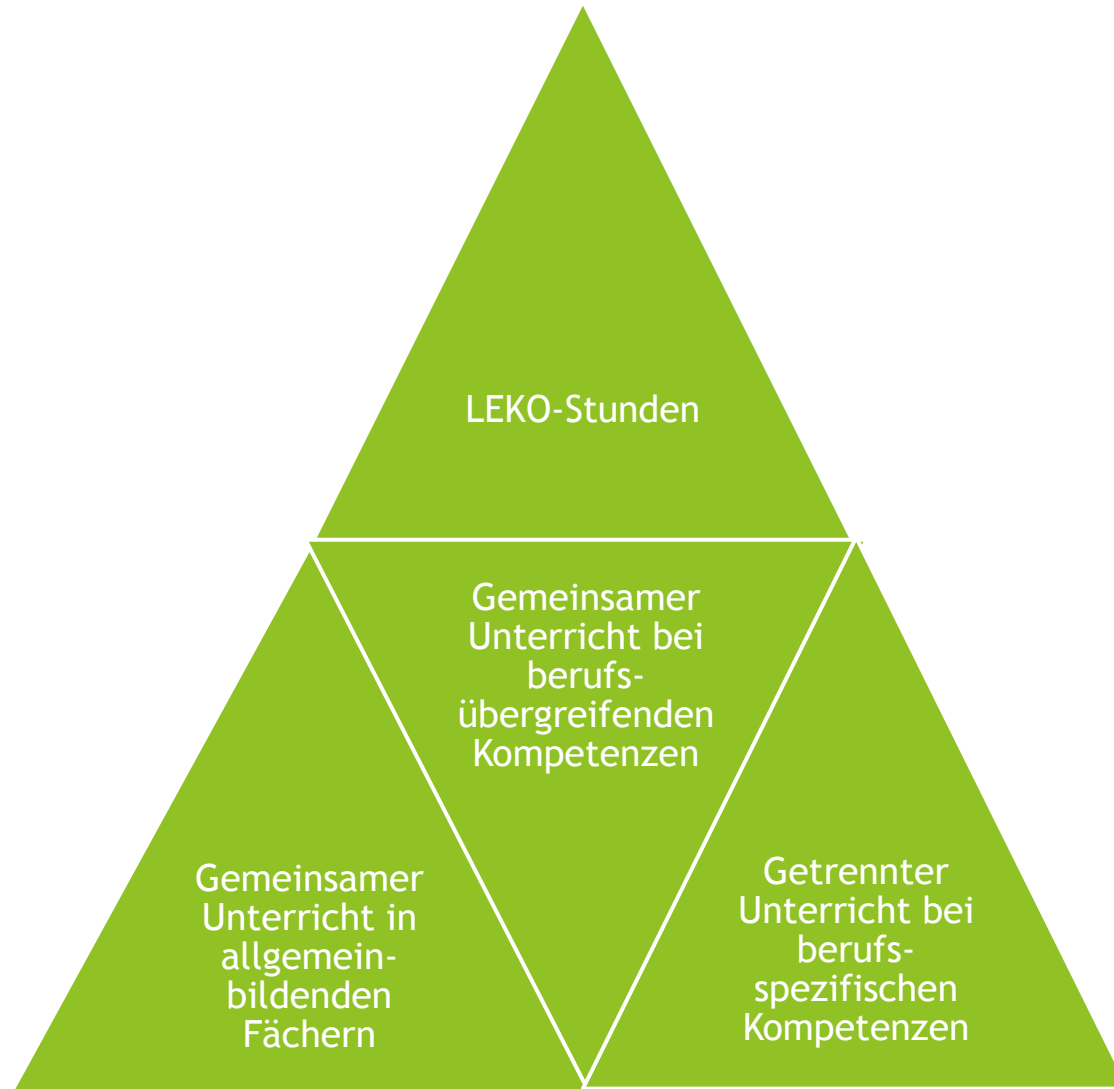 LEKO-Stunden
Gemeinsamer
Unterricht bei
berufs-
übergreifenden
Kompetenzen
Gemeinsamer
Unterricht in
allgemein-
bildenden
Fächern
Getrennter
Unterricht bei
berufs-
spezifischen
Kompetenzen